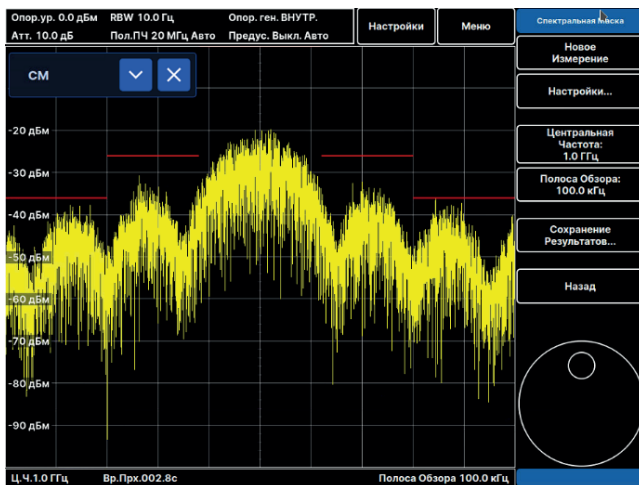 Опор.ур. 0.0 дБм RBW 10.0 Гц Опор. ген. ВНУТР.
Атт. 10.0 дБ Пол.ПЧ 20 МГц Авто Предус. Выкл. Авто
Настройки
Меню
СМ
-20 дБм
-30 дБм
-40 дБм
-50 дБм
-60 дБм
-70 дБм
-80 дБм
-90 дБм
Ц.Ч.1.0 ГГц Вр.Прх.002.8с Полоса Обзора 100.0 кГц
Спектральная Маска
Новое
Измерение
Настройки...
Центральная
Частота:
1.0 ГГц
Полоса Обзора:
100.0 кГц
Сохранение
Результатов...
Назад